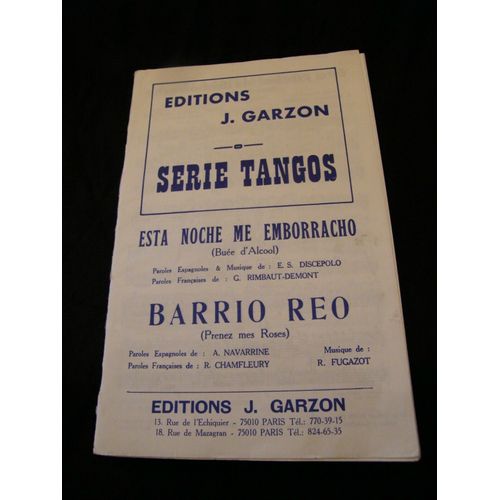 EDITIONS
J. GARZON
SERIE TANGOS
ESTA NOCHE ME EMBORRACHO
(Buée d'Alcool)
Paroles Espagnoles & Musique de : E. S. DISCEPOLO
Paroles Françaises de : G. RIMBAUT-DEMONT
BARRIO REO
(Prenez mes Roses)
Paroles Espagnoles de : A. NAVARRINE Musique de :
Paroles Françaises de : R. CHAMFLEURY R. FUGAZOT
EDITIONS J. GARZON
13, Rue de l'Echiquier - 75010 PARIS Tél.: 770-39-15
18, Rue de Mazagran - 75010 PARIS Tél.: 824-65-35